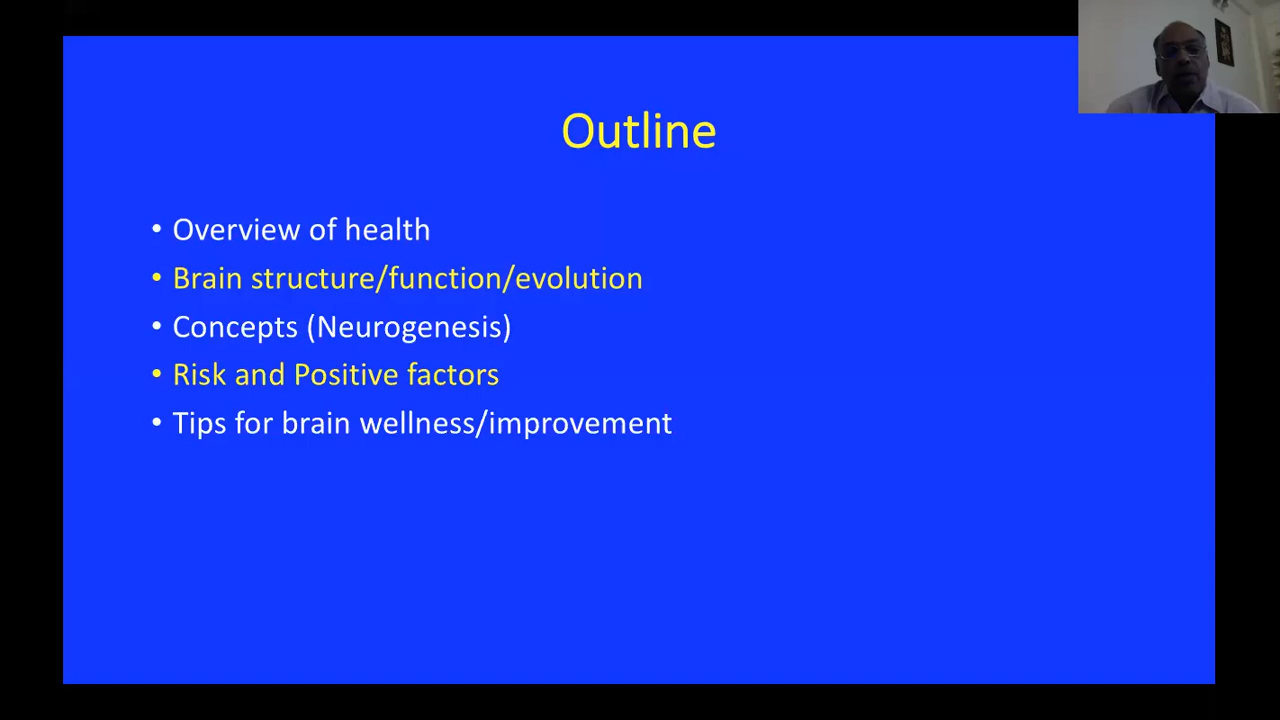 Outline
• Overview of health
• Brain structure/function/evolution
• Concepts (Neurogenesis)
• Risk and Positive factors
• Tips for brain wellness/improvement